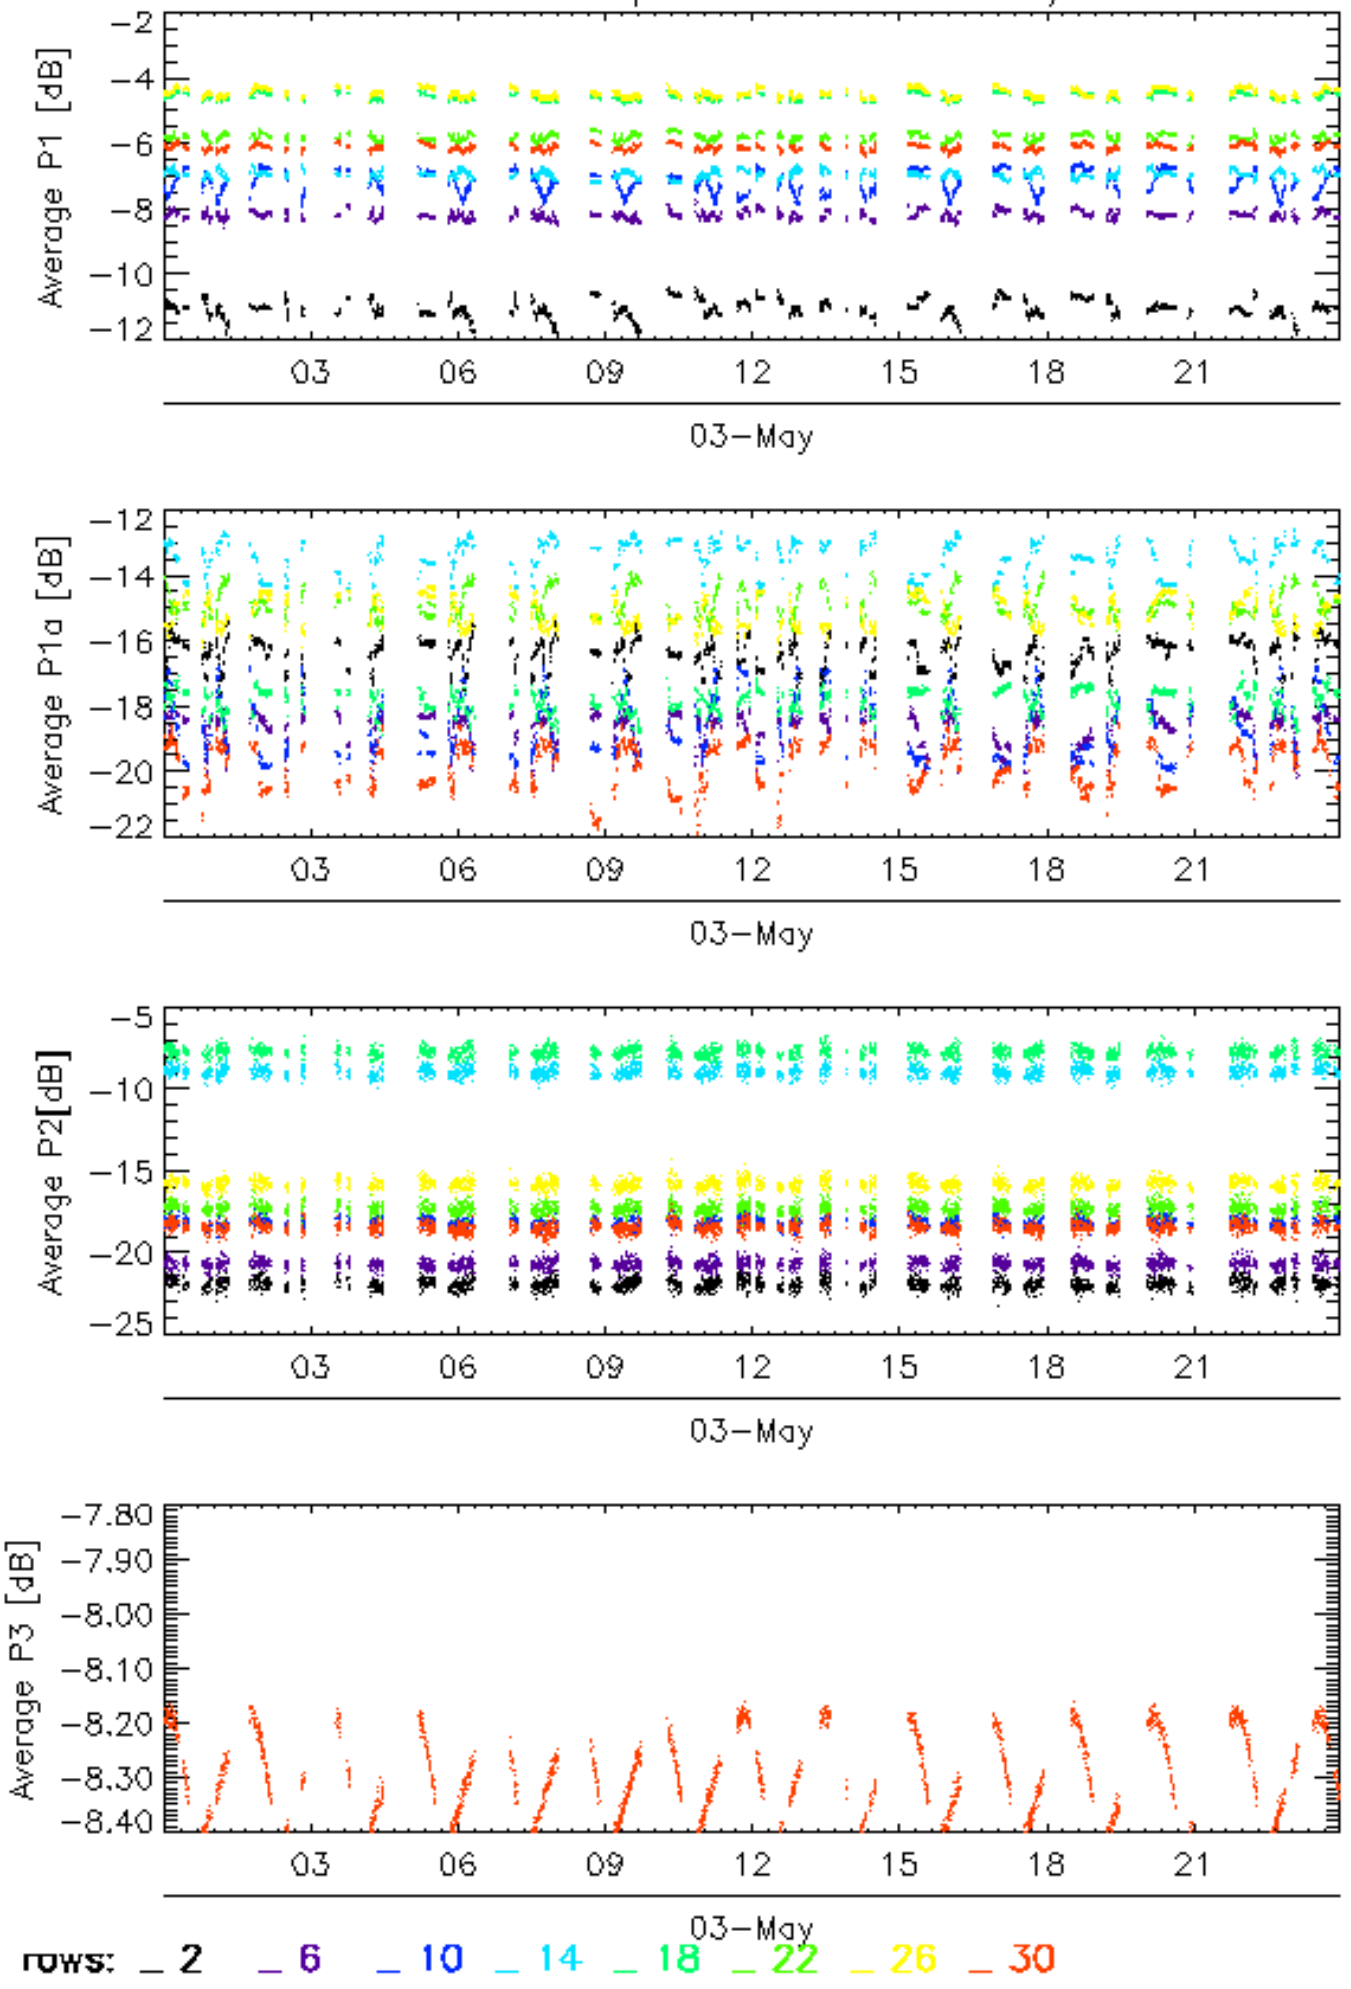 Average P1 [dB]
-2
-4
-6
-8
-10
-12
03 06 09 12 15 18 21
03-May
Average P1a [dB]
-12
-14
-16
-18
-20
-22
03 06 09 12 15 18 21
03-May
Average P2[dB]
-5
-10
-15
-20
-25
03 06 09 12 15 18 21
03-May
Average P3 [dB]
-7.80
-7.90
-8.00
-8.10
-8.20
-8.30
-8.40
03 06 09 12 15 18 21
03-May
rows: _ 2 _ 6 _ 10 _ 14 _ 18 _ 22 _ 26 _ 30